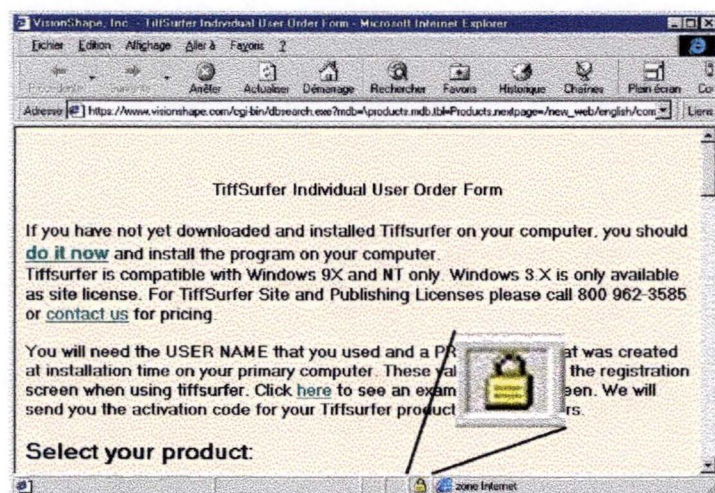 VisionShape, Inc. - TiffSurfer Individual User Order Form - Microsoft Internet Explorer
Fichier Edition Affichage Aller à Favoris ?
Précédente Suivante Arrêter Actualiser Démarrage Rechercher Favoris Historique Chaînes Plein écran
Adresse https://www.visionshape.com/cgi-bin/dbsearch.exe?mdb=\products.mdb.tbl=Products.nextpage=/new_web/english/com Liens
TiffSurfer Individual User Order Form
If you have not yet downloaded and installed Tiffsurfer on your computer, you should
do it now and install the program on your computer.
Tiffsurfer is compatible with Windows 9X and NT only. Windows 3.X is only available
as site license. For TiffSurfer Site and Publishing Licenses please call 800 962-3585
or contact us for pricing
You will need the USER NAME that you used and a PR at was created
at installation time on your primary computer. These val the registration
screen when using tiffsurfer. Click here to see an exam een. We will
send you the activation code for your Tiffsurfer product rs.
Select your product:
zone Internet